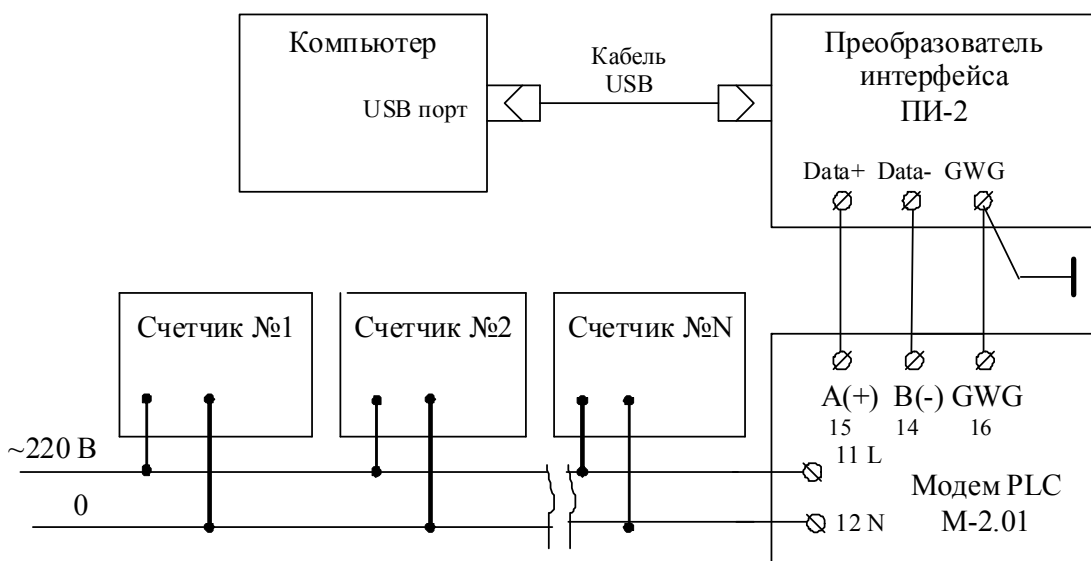 Компьютер
USB порт
Кабель
USB
Преобразователь
интерфейса
ПИ-2
Data+ Data- GWG
Счетчик №1
Счетчик №2
Счетчик №N
A(+) B(-) GWG
15 14 16
~220 В
11 L
0
12 N
Модем PLC
М-2.01